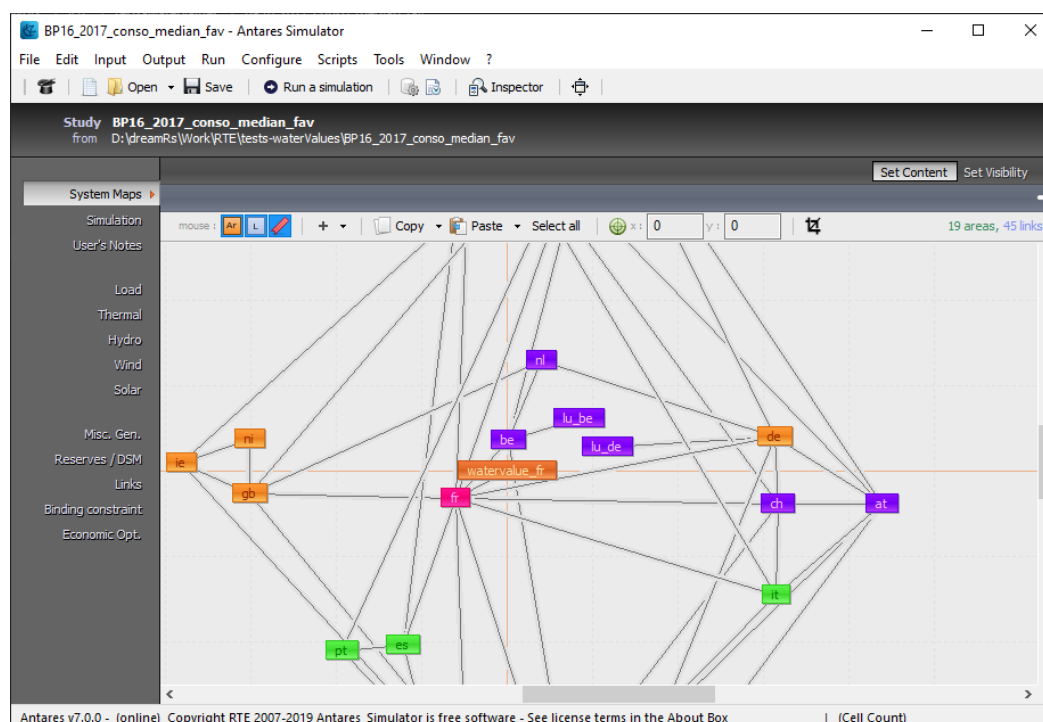 BP16_2017_conso_median_fav - Antares Simulator
File Edit Input Output Run Configure Scripts Tools Window ?
Open Save Run a simulation Inspector
Study BP16_2017_conso_median_fav
from D:\dreamRs\Work\RTE\tests-waterValues\BP16_2017_conso_median_fav
Set Content Set Visibility
System Maps
Simulation
User's Notes
Load
Thermal
Hydro
Wind
Solar
Misc. Gen.
Reserves / DSM
Links
Binding constraint
Economic Opt.
mouse : Ar L + Copy Paste Select all x : 0 y : 0 19 areas, 45 links
nl
lu_be
be
lu_de
de
ni
ie
watervalue_fr
gb
fr
ch
at
it
pt
es
Antares v7.0.0 - (online) Copyright RTE 2007-2019 Antares_Simulator is free software - See license terms in the About Box (Cell Count)